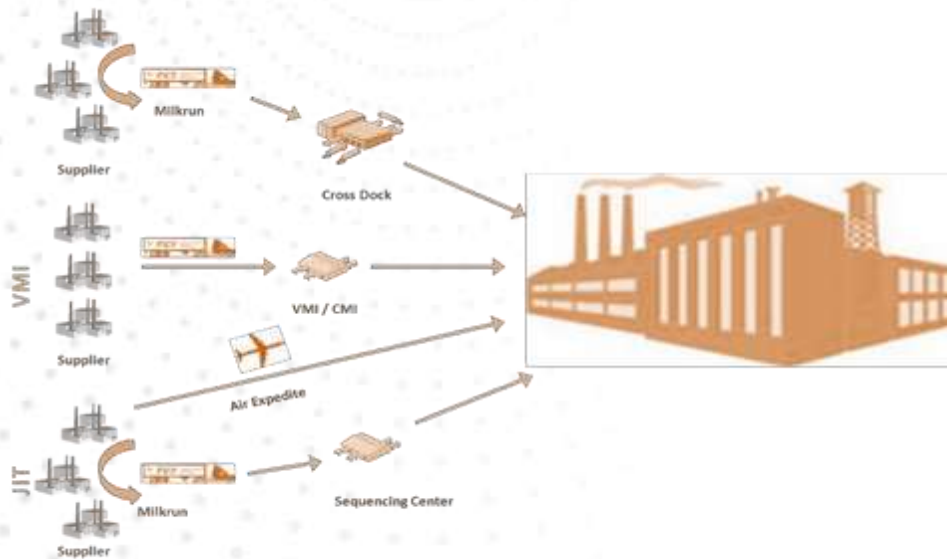 Milkrun
Supplier
Cross Dock
VMI
VMI / CMI
Supplier
Air Expedite
JIT
Milkrun
Sequencing Center
Supplier